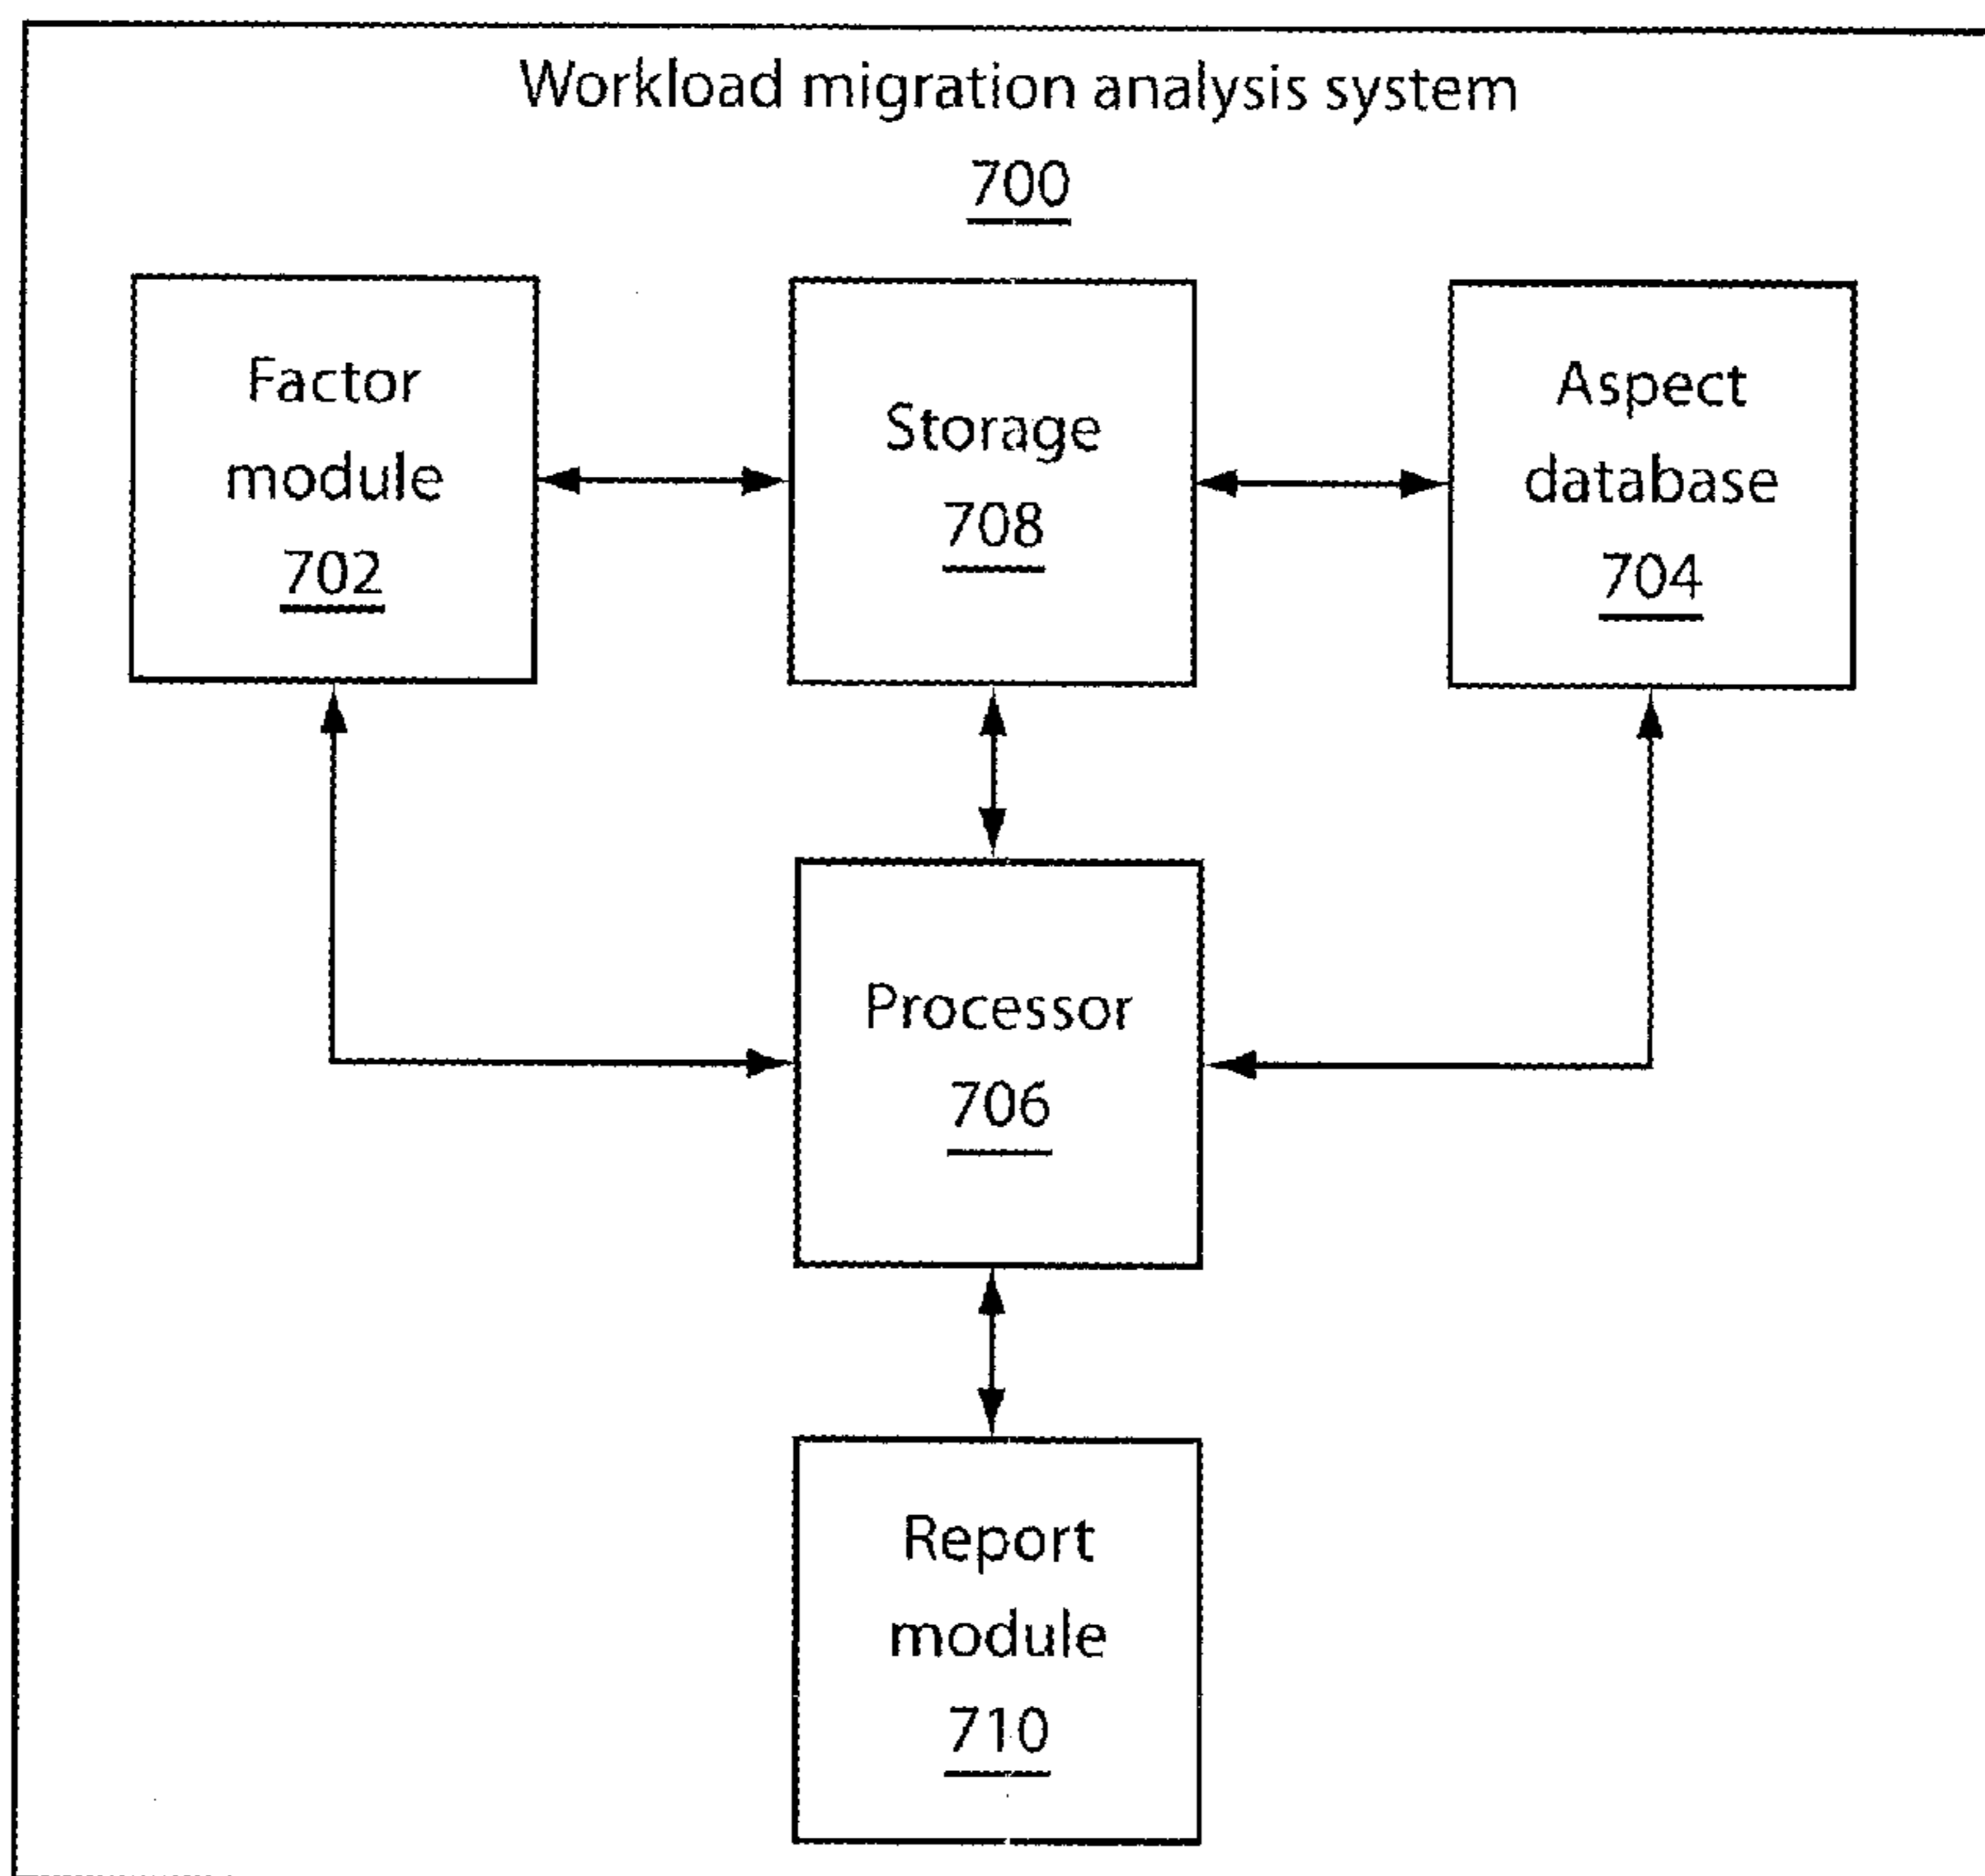 Workload migration analysis system
700
Factor
module
702
Storage
708
Aspect
database
704
Processor
706
Report
module
710